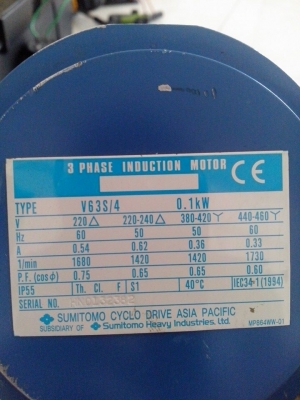 3 PHASE INDUCTION MOTOR CE
TYPE V63S/4 0.1kW
V 220△ 220-240△ 380-420Y 440-460Y
Hz 60 50 50 60
A 0.54 0.62 0.36 0.33
1/min 1680 1420 1420 1730
P.F. (cosΦ) 0.75 0.65 0.65 0.60
IP55 Th. Cl. F S1 40°C IEC34-1(1994)
SERIAL NO.
SUMITOMO CYCLO DRIVE ASIA PACIFIC
SUBSIDIARY OF Sumitomo Heavy Industries, Ltd. MP864WW-01